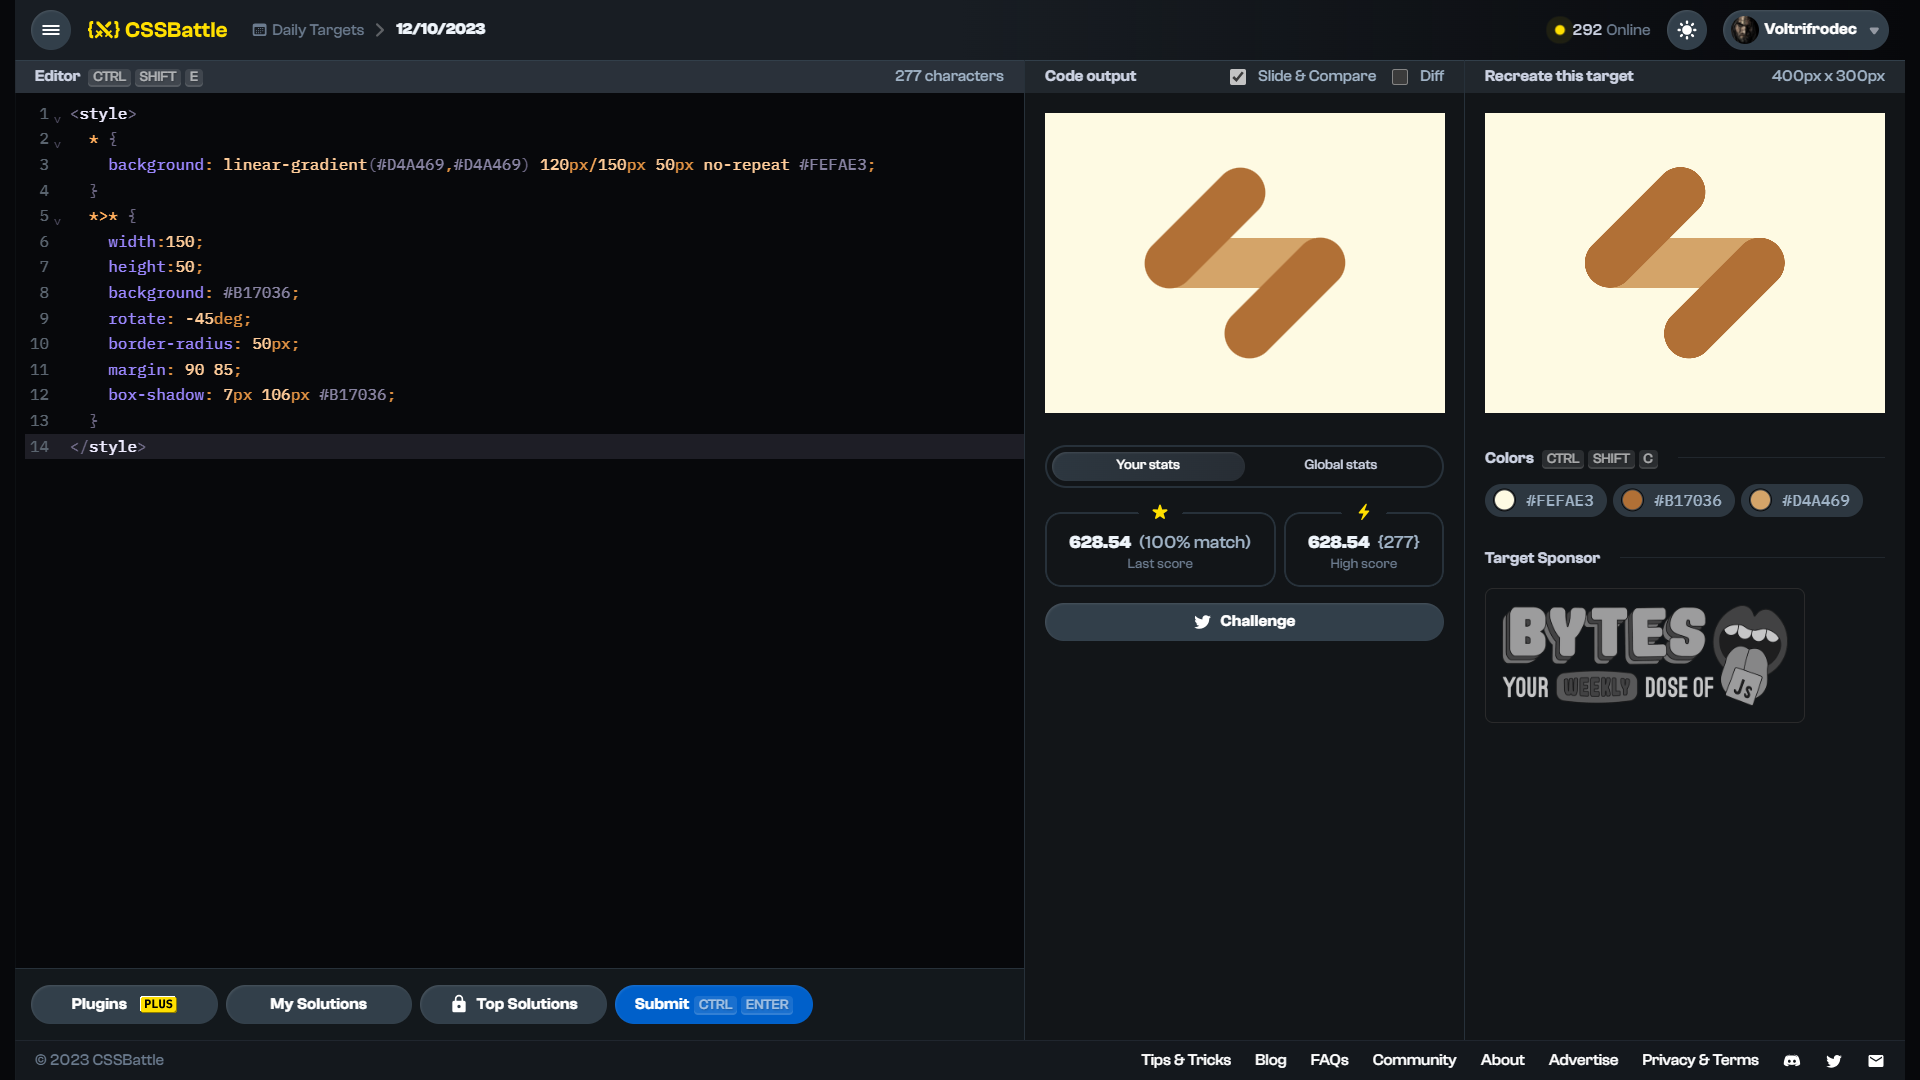 CSSBattle
Daily Targets
12/10/2023
292 Online
Voltrifrodec
Editor CTRL SHIFT E
277 characters
1 <style>
2 * {
3 background: linear-gradient(#D4A469,#D4A469) 120px/150px 50px no-repeat #FEFAE3;
4 }
5 *>* {
6 width:150;
7 height:50;
8 background: #B17036;
9 rotate: -45deg;
10 border-radius: 50px;
11 margin: 90 85;
12 box-shadow: 7px 106px #B17036;
13 }
14 </style>
Code output
Slide & Compare
Diff
Recreate this target
400px x 300px
Your stats
Global stats
628.54 (100% match)
Last score
628.54 {277}
High score
Challenge
Colors CTRL SHIFT C
#FEFAE3
#B17036
#D4A469
Target Sponsor
BYTES
YOUR WEEKLY DOSE OF JS
Plugins PLUS
My Solutions
Top Solutions
Submit CTRL ENTER
© 2023 CSSBattle
Tips & Tricks
Blog
FAQs
Community
About
Advertise
Privacy & Terms